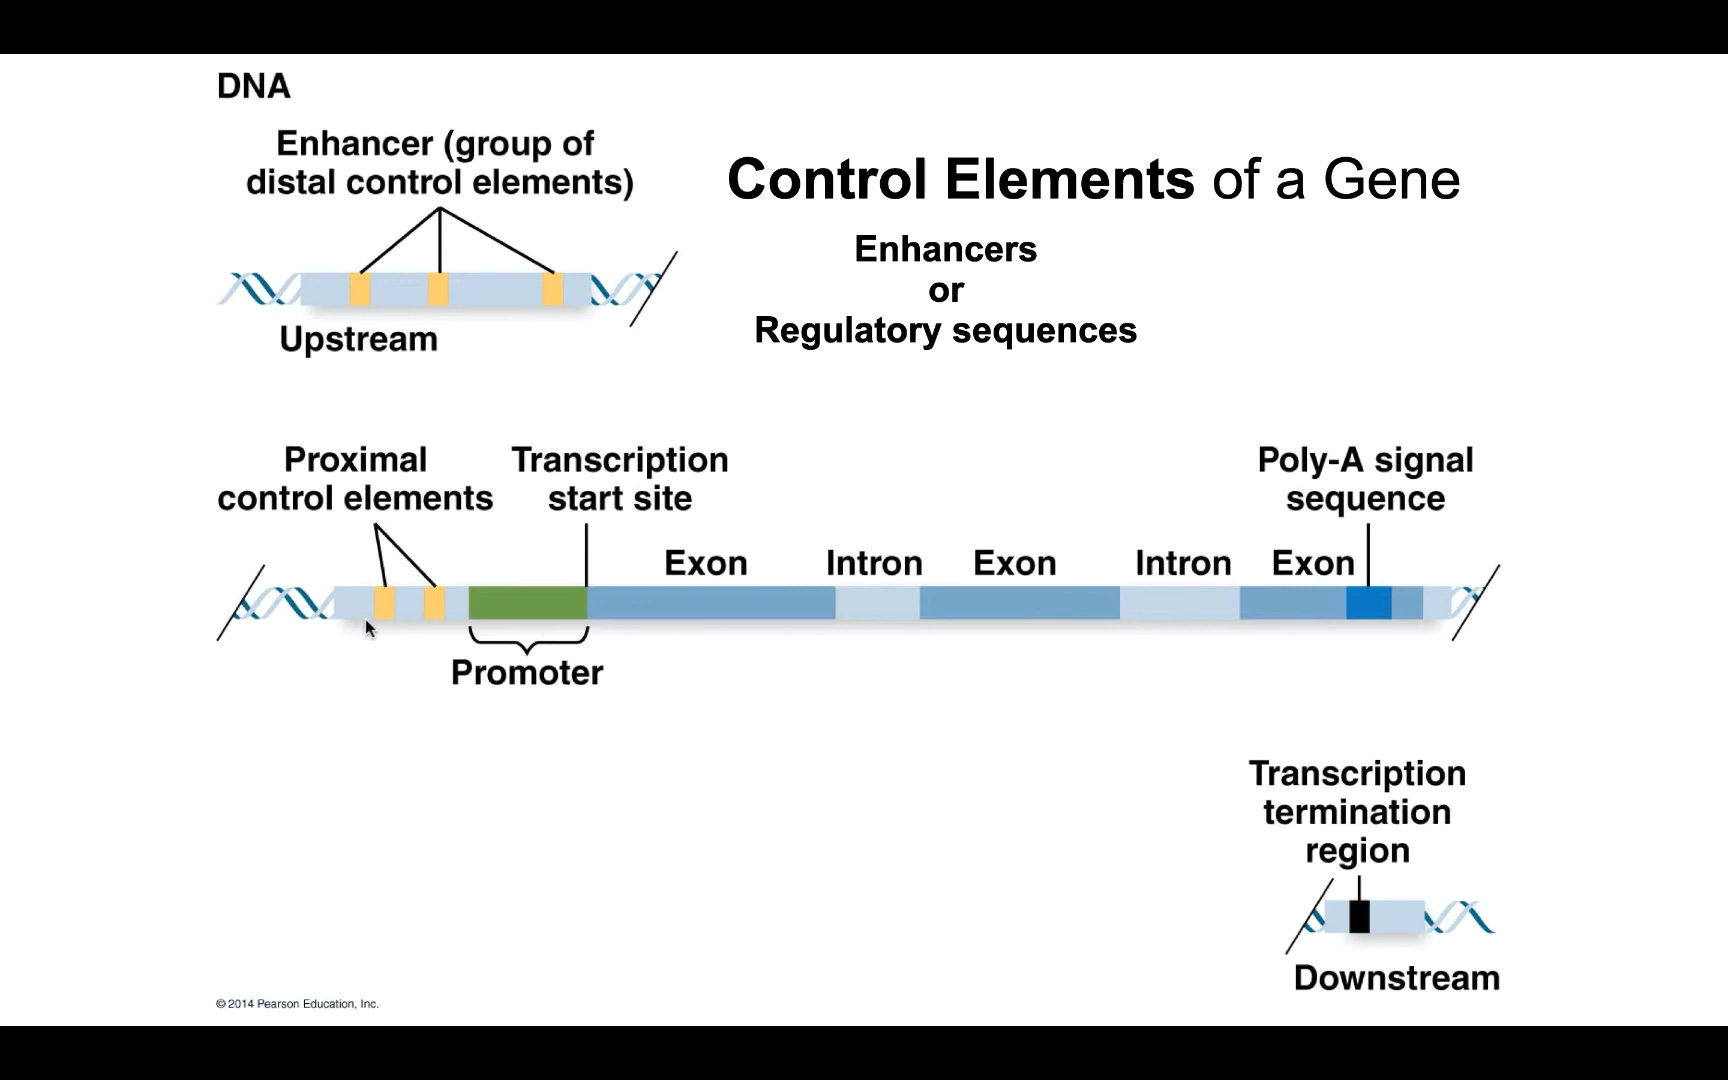 DNA
Enhancer (group of
distal control elements)
Control Elements of a Gene
Enhancers
or
Regulatory sequences
Upstream
Proximal
control elements
Transcription
start site
Poly-A signal
sequence
Exon
Intron
Exon
Intron
Exon
Promoter
Transcription
termination
region
Downstream
© 2014 Pearson Education, Inc.